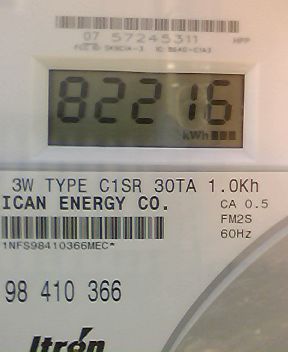 07 57245311 HPP
82216
kWh
3W TYPE C1SR 30TA 1.0Kh
ICAN ENERGY CO. CA 0.5
FM2S
60Hz
1NFS98410366MEC*
98 410 366
Itron